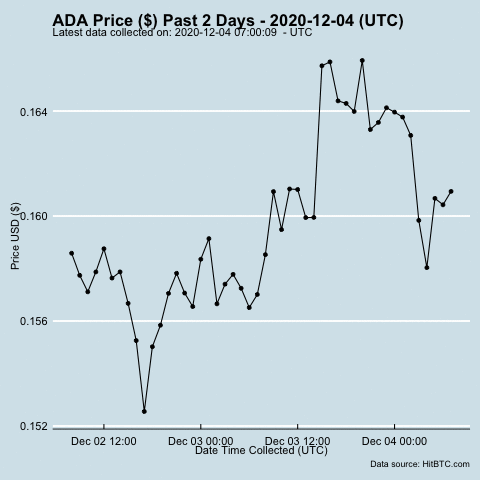 ADA Price ($) Past 2 Days - 2020-12-04 (UTC)
Latest data collected on: 2020-12-04 07:00:09  - UTC
0.164
0.160
0.156
0.152
Price USD ($)
Dec 02 12:00 Dec 03 00:00 Dec 03 12:00 Dec 04 00:00
Date Time Collected (UTC)
Data source: HitBTC.com